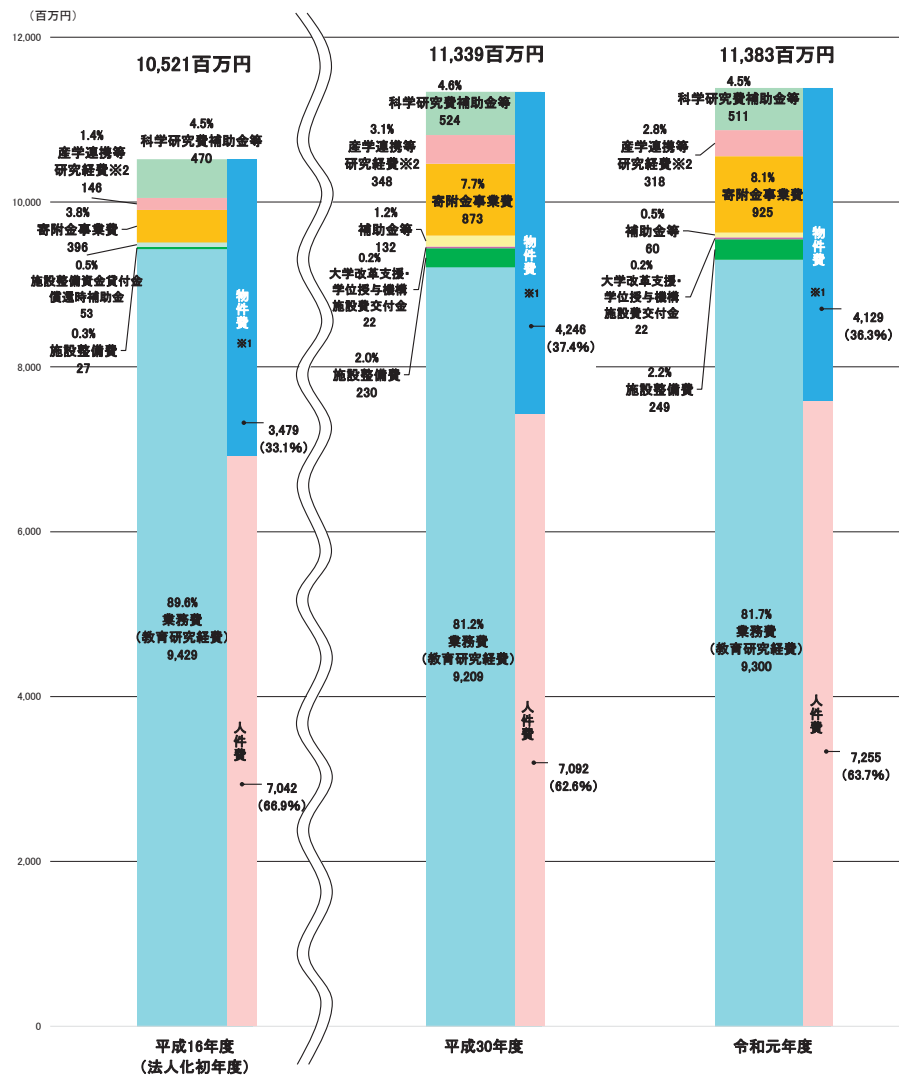 （百万円）
12,000
10,000
8,000
6,000
4,000
2,000
0
10,521百万円
4.5%
科学研究費補助金等
470
1.4%
産学連携等
研究経費※2
146
3.8%
寄附金事業費
396
0.5%
施設整備資金貸付金
償還時補助金
53
0.3%
施設整備費
27
物件費
※1
3,479
（33.1%）
89.6%
業務費
（教育研究経費）
9,429
人件費
7,042
（66.9%）
平成16年度
（法人化初年度）
11,339百万円
4.6%
科学研究費補助金等
524
3.1%
産学連携等
研究経費※2
348
7.7%
寄附金事業費
873
1.2%
補助金等
132
0.2%
大学改革支援・
学位授与機構
施設費交付金
22
2.0%
施設整備費
230
物件費
※1
4,246
（37.4%）
81.2%
業務費
（教育研究経費）
9,209
人件費
7,092
（62.6%）
平成30年度
11,383百万円
4.5%
科学研究費補助金等
511
2.8%
産学連携等
研究経費※2
318
8.1%
寄附金事業費
925
0.5%
補助金等
60
0.2%
大学改革支援・
学位授与機構
施設費交付金
22
2.2%
施設整備費
249
物件費
※1
4,129
（36.3%）
81.7%
業務費
（教育研究経費）
9,300
人件費
7,255
（63.7%）
令和元年度